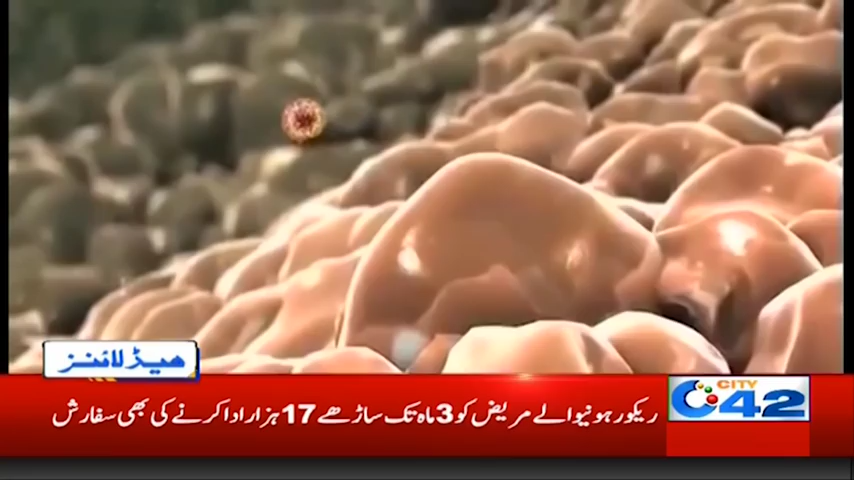 ہیڈلائنز
ریکور ہونیوالے مریض کو 3 ماہ تک ساڑھے 17 ہزار ادا کرنے کی بھی سفارش
CITY
42